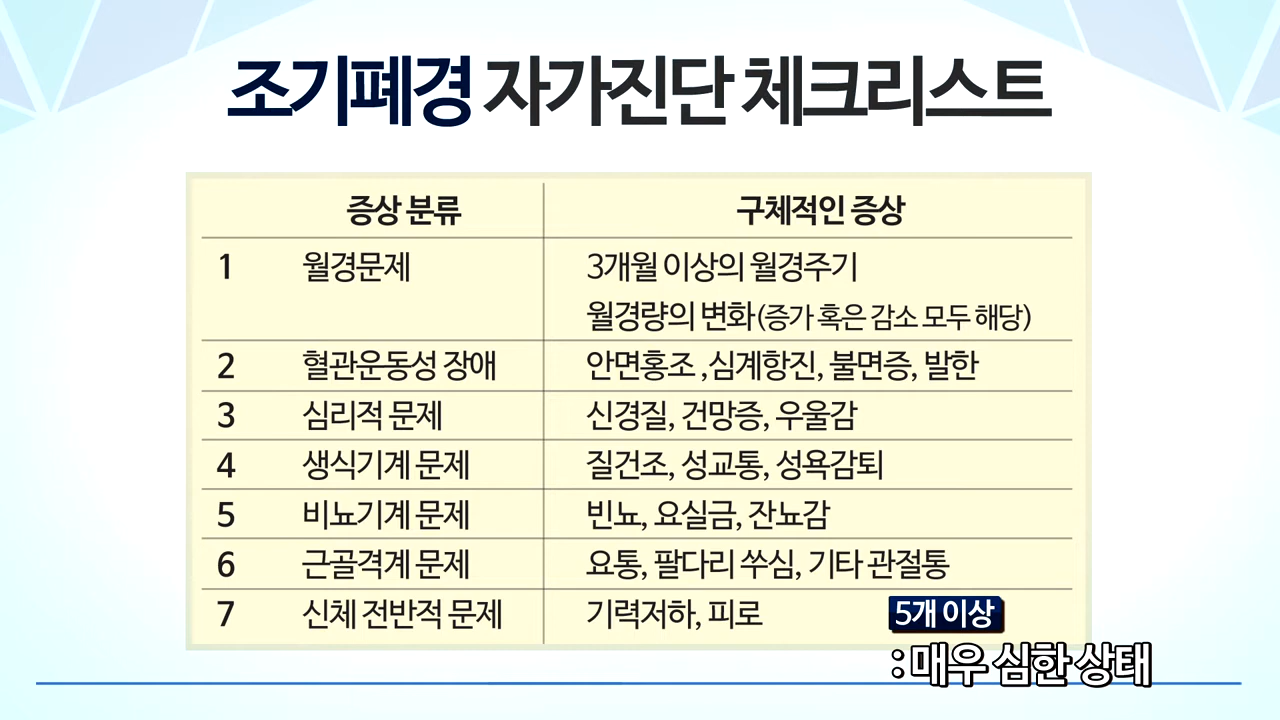 조기폐경 자가진단 체크리스트
증상 분류 구체적인 증상
1 월경문제 3개월 이상의 월경주기
월경량의 변화(증가 혹은 감소 모두 해당)
2 혈관운동성 장애 안면홍조 ,심계항진, 불면증, 발한
3 심리적 문제 신경질, 건망증, 우울감
4 생식기계 문제 질건조, 성교통, 성욕감퇴
5 비뇨기계 문제 빈뇨, 요실금, 잔뇨감
6 근골격계 문제 요통, 팔다리 쑤심, 기타 관절통
7 신체 전반적 문제 기력저하, 피로
5개 이상
: 매우 심한 상태